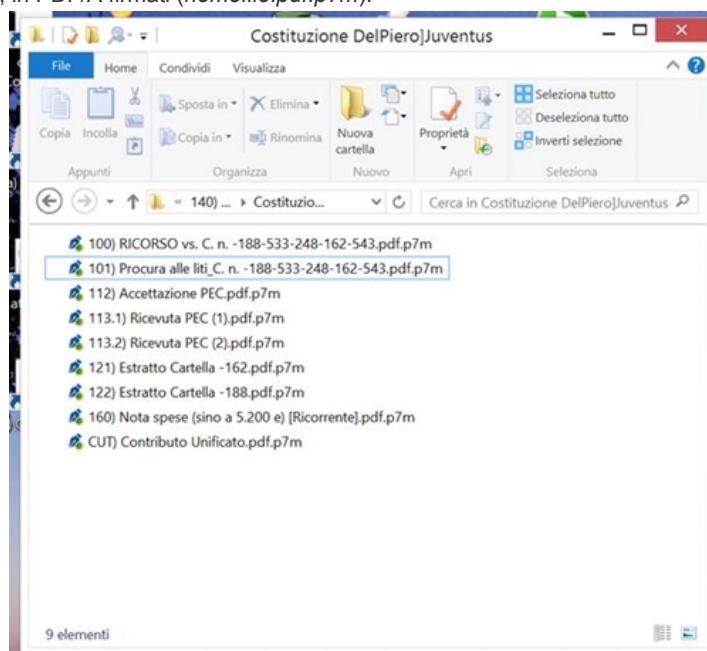 , in PDF/A firmati (nomefile.pdf.p7m).
Costituzione DelPiero]Juventus
File Home Condividi Visualizza
Copia Incolla
Sposta in
Copia in
Elimina
Rinomina
Nuova cartella
Proprietà
Seleziona tutto
Deseleziona tutto
Inverti selezione
Appunti Organizza Nuovo Apri Seleziona
« 140) ... Costituzio... Cerca in Costituzione DelPiero]Juventus
100) RICORSO vs. C. n. -188-533-248-162-543.pdf.p7m
101) Procura alle liti_C. n. -188-533-248-162-543.pdf.p7m
112) Accettazione PEC.pdf.p7m
113.1) Ricevuta PEC (1).pdf.p7m
113.2) Ricevuta PEC (2).pdf.p7m
121) Estratto Cartella -162.pdf.p7m
122) Estratto Cartella -188.pdf.p7m
160) Nota spese (sino a 5.200 e) [Ricorrente].pdf.p7m
CUT) Contributo Unificato.pdf.p7m
9 elementi